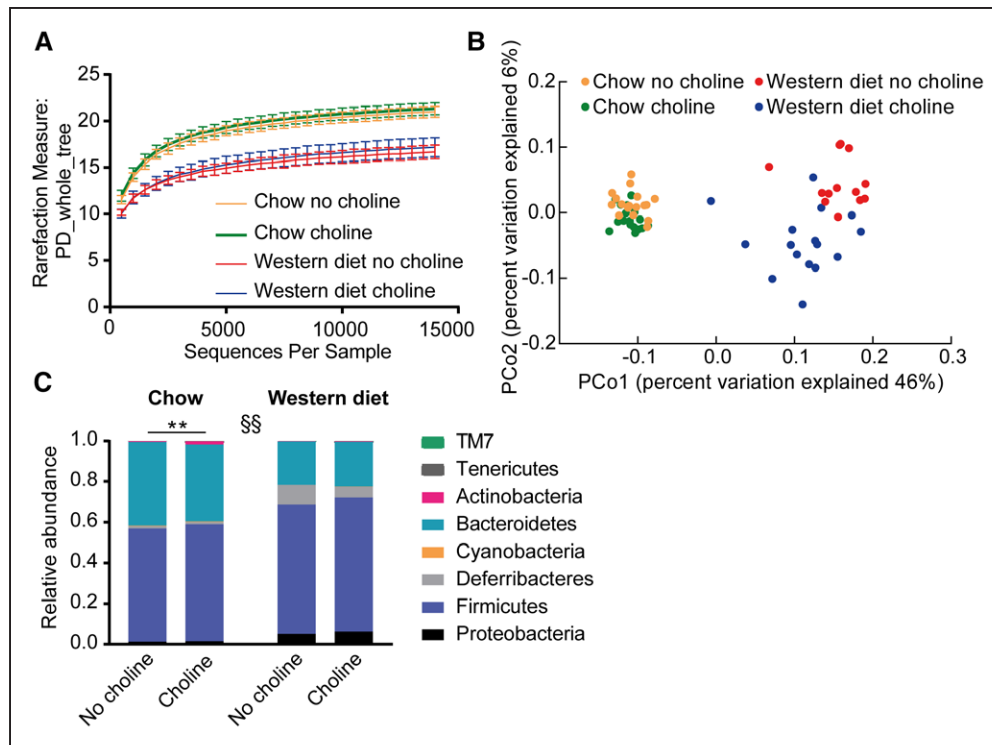 A
Rarefaction Measure:
PD_whole_tree
25
20
15
10
5
0
Chow no choline
Chow choline
Western diet no choline
Western diet choline
0
5000
10000
15000
Sequences Per Sample
B
PCo2 (percent variation explained 6%)
Chow no choline
Western diet no choline
Chow choline
Western diet choline
0.2
0.1
0.0
-0.1
-0.2
-0.1
0.0
0.1
0.2
0.3
PCo1 (percent variation explained 46%)
C
Chow
Western diet
**
§§
Relative abundance
1.0
0.8
0.6
0.4
0.2
0.0
No choline
Choline
No choline
Choline
TM7
Tenericutes
Actinobacteria
Bacteroidetes
Cyanobacteria
Deferribacteres
Firmicutes
Proteobacteria